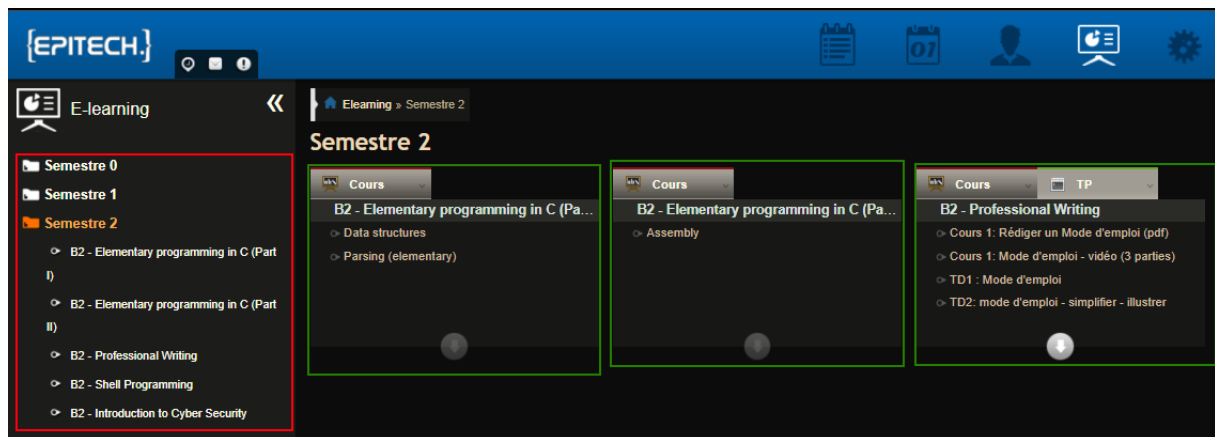 {EPITECH.}
07
E-learning
«
Semestre 0
Semestre 1
Semestre 2
B2 - Elementary programming in C (Part
I)
B2 - Elementary programming in C (Part
II)
B2 - Professional Writing
B2 - Shell Programming
B2 - Introduction to Cyber Security
Elearning » Semestre 2
Semestre 2
Cours
B2 - Elementary programming in C (Pa...
Data structures
Parsing (elementary)
Cours
B2 - Elementary programming in C (Pa...
Assembly
Cours TP
B2 - Professional Writing
Cours 1: Rédiger un Mode d'emploi (pdf)
Cours 1: Mode d'emploi - vidéo (3 parties)
TD1 : Mode d'emploi
TD2: mode d'emploi - simplifier - illustrer